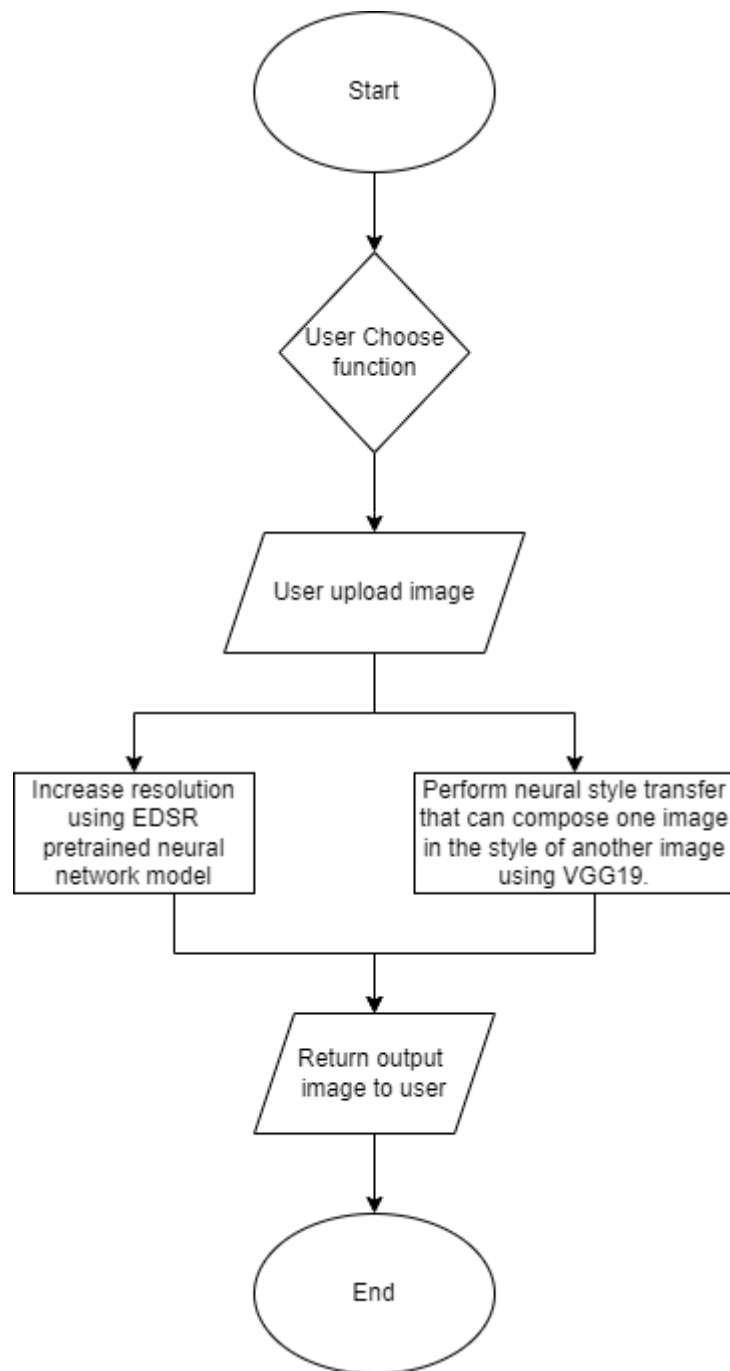 Start
User Choose
function
User upload image
Increase resolution
using EDSR
pretrained neural
network model
Perform neural style transfer
that can compose one image
in the style of another image
using VGG19.
Return output
image to user
End